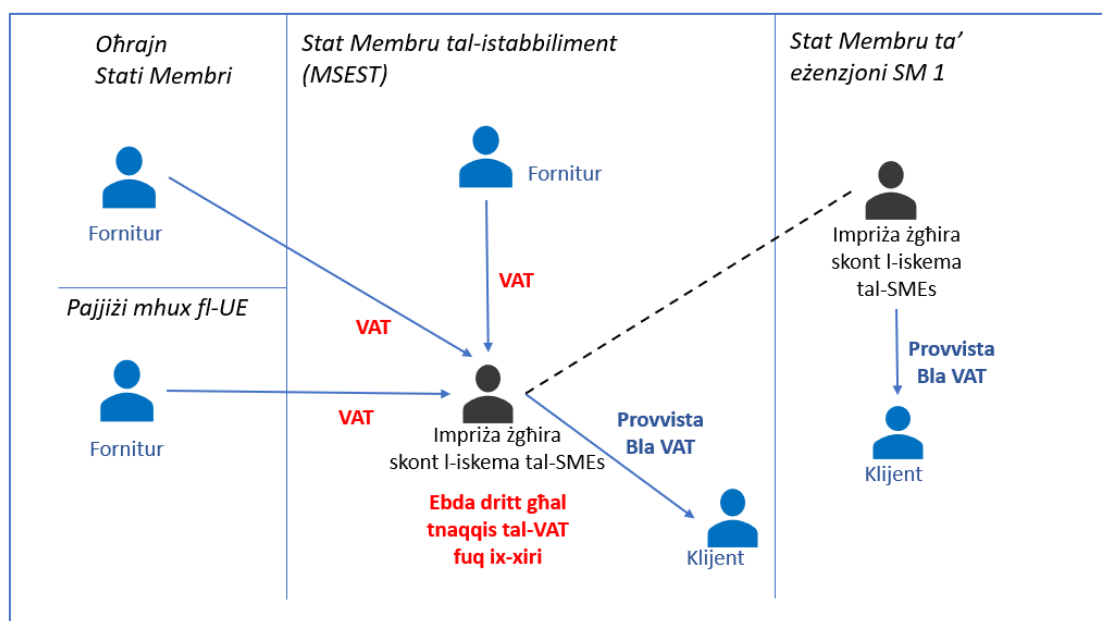 Oħrajn
Stati Membri
Fornitur
Pajjiżi mhux fl-UE
Fornitur
VAT
VAT
Stat Membru tal-istabbiliment
(MSEST)
Fornitur
VAT
Impriża żgħira
skont l-iskema tal-SMEs
Ebda dritt għal
tnaqqis tal-VAT
fuq ix-xiri
Provvista
Bla VAT
Klijent
Stat Membru ta’
eżenzjoni SM 1
Impriża żgħira
skont l-iskema
tal-SMEs
Provvista
Bla VAT
Klijent